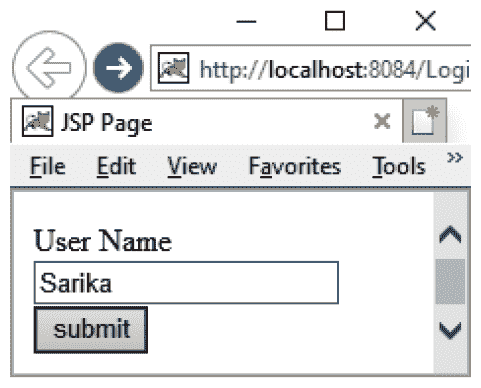 http://localhost:8084/Logi
JSP Page
File Edit View Favorites Tools »
User Name
Sarika
submit